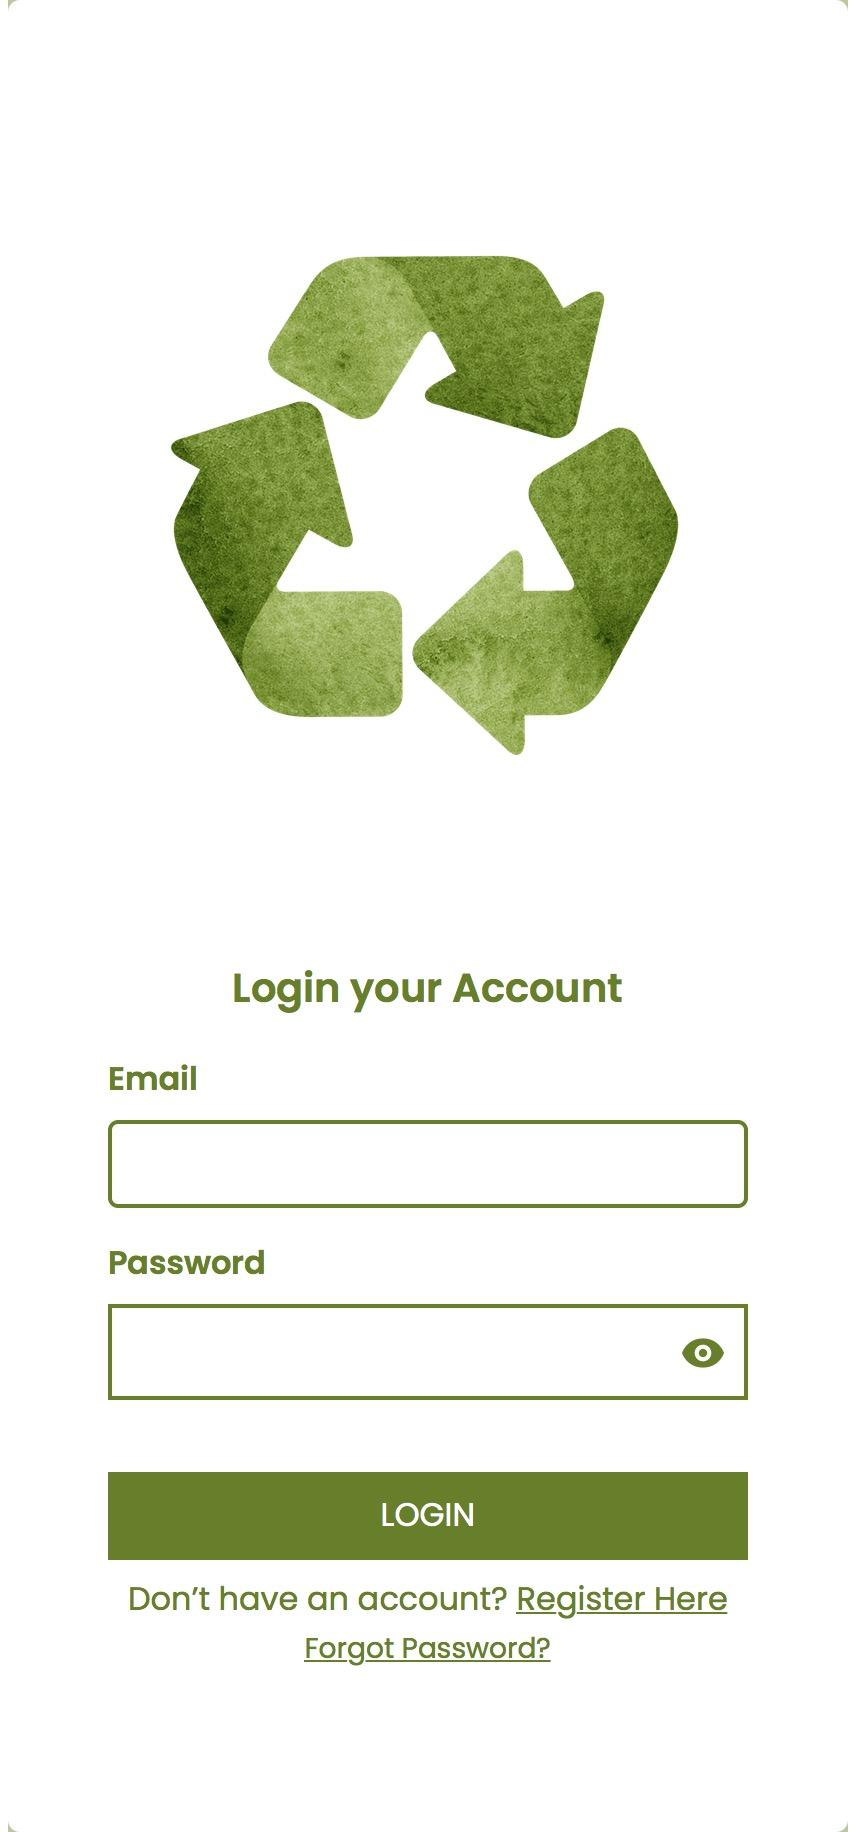 Login your Account
Email
Password
LOGIN
Don’t have an account? Register Here
Forgot Password?